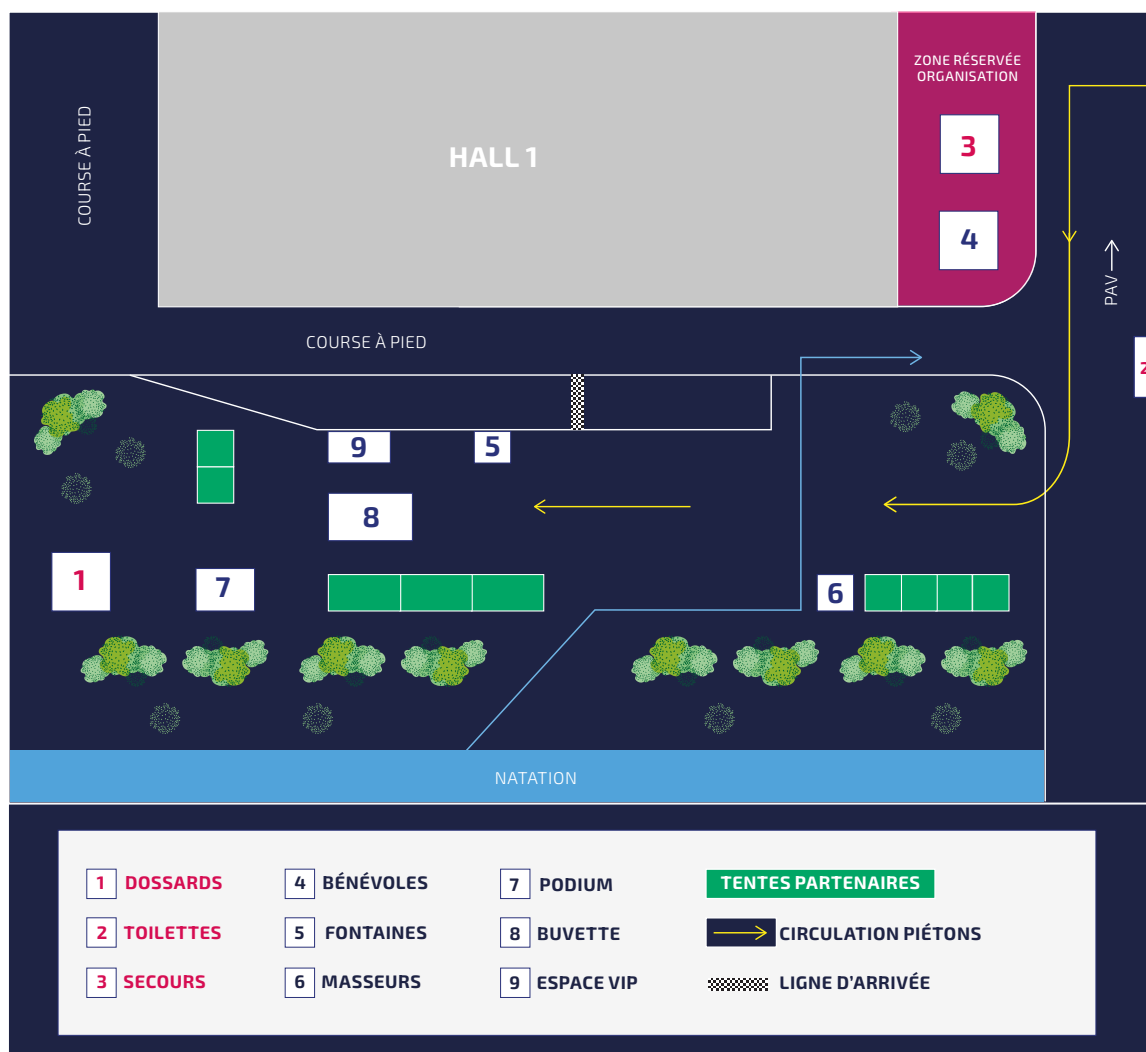 ZONE RÉSERVÉE
ORGANISATION
COURSE À PIED
HALL 1
3
4
PAV
COURSE À PIED
2
9
5
8
1
7
6
NATATION
1 DOSSARDS
2 TOILETTES
3 SECOURS
4 BÉNÉVOLES
5 FONTAINES
6 MASSEURS
7 PODIUM
8 BUVETTE
9 ESPACE VIP
TENTES PARTENAIRES
CIRCULATION PIÉTONS
LIGNE D'ARRIVÉE